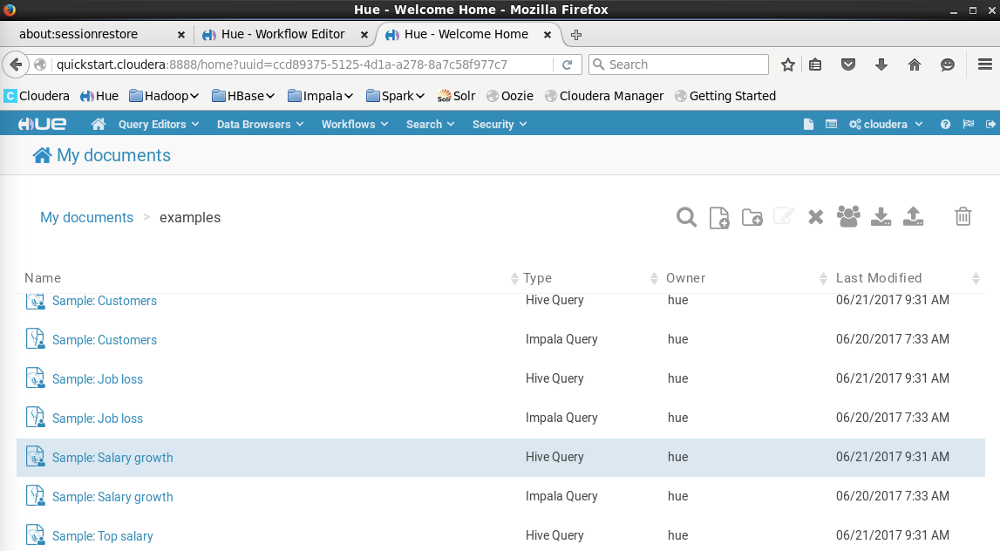 Hue - Welcome Home - Mozilla Firefox
about:sessionrestore Hue - Workflow Editor Hue - Welcome Home
quickstart.cloudera:8888/home?uuid=ccd89375-5125-4d1a-a278-8a7c58f977c7 Search
Cloudera Hue Hadoop HBase Impala Spark Solr Solr Oozie Cloudera Manager Getting Started
HUE Query Editors Data Browsers Workflows Search Security cloudera
My documents
My documents > examples
Name Type Owner Last Modified
Sample: Customers Hive Query hue 06/21/2017 9:31 AM
Sample: Customers Impala Query hue 06/20/2017 7:33 AM
Sample: Job loss Hive Query hue 06/21/2017 9:31 AM
Sample: Job loss Impala Query hue 06/20/2017 7:33 AM
Sample: Salary growth Hive Query hue 06/21/2017 9:31 AM
Sample: Salary growth Impala Query hue 06/20/2017 7:33 AM
Sample: Top salary Hive Query hue 06/21/2017 9:31 AM